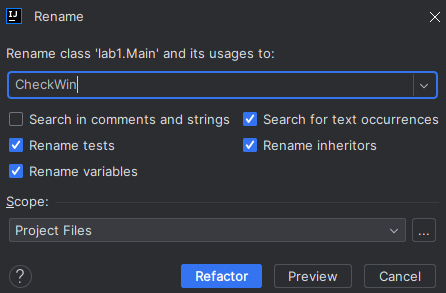 Rename
Rename class 'lab1.Main' and its usages to:
CheckWin
Search in comments and strings Search for text occurrences
Rename tests Rename inheritors
Rename variables
Scope:
Project Files ...
? Refactor Preview Cancel